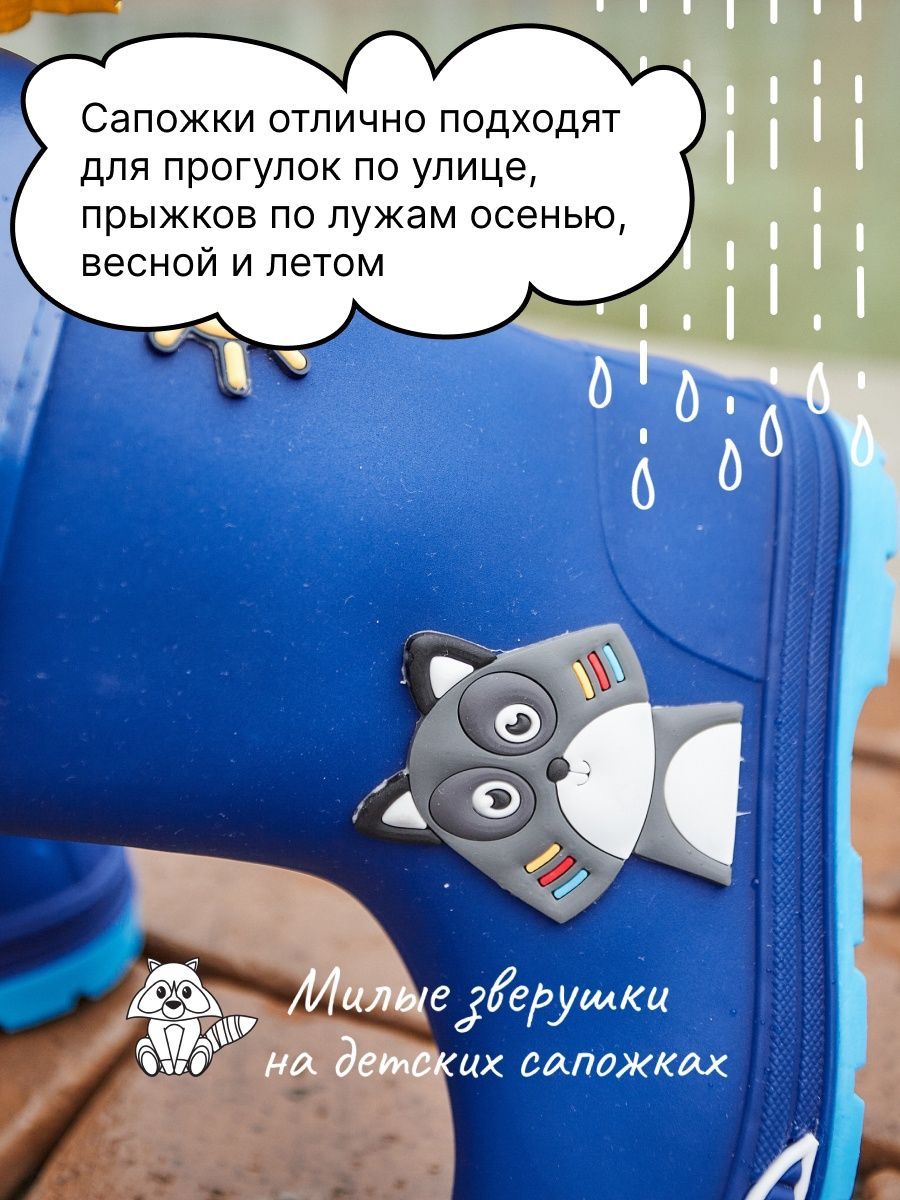 Сапожки отлично подходят
для прогулок по улице,
прыжков по лужам осенью,
весной и летом
Милые зверушки
на детских сапожках